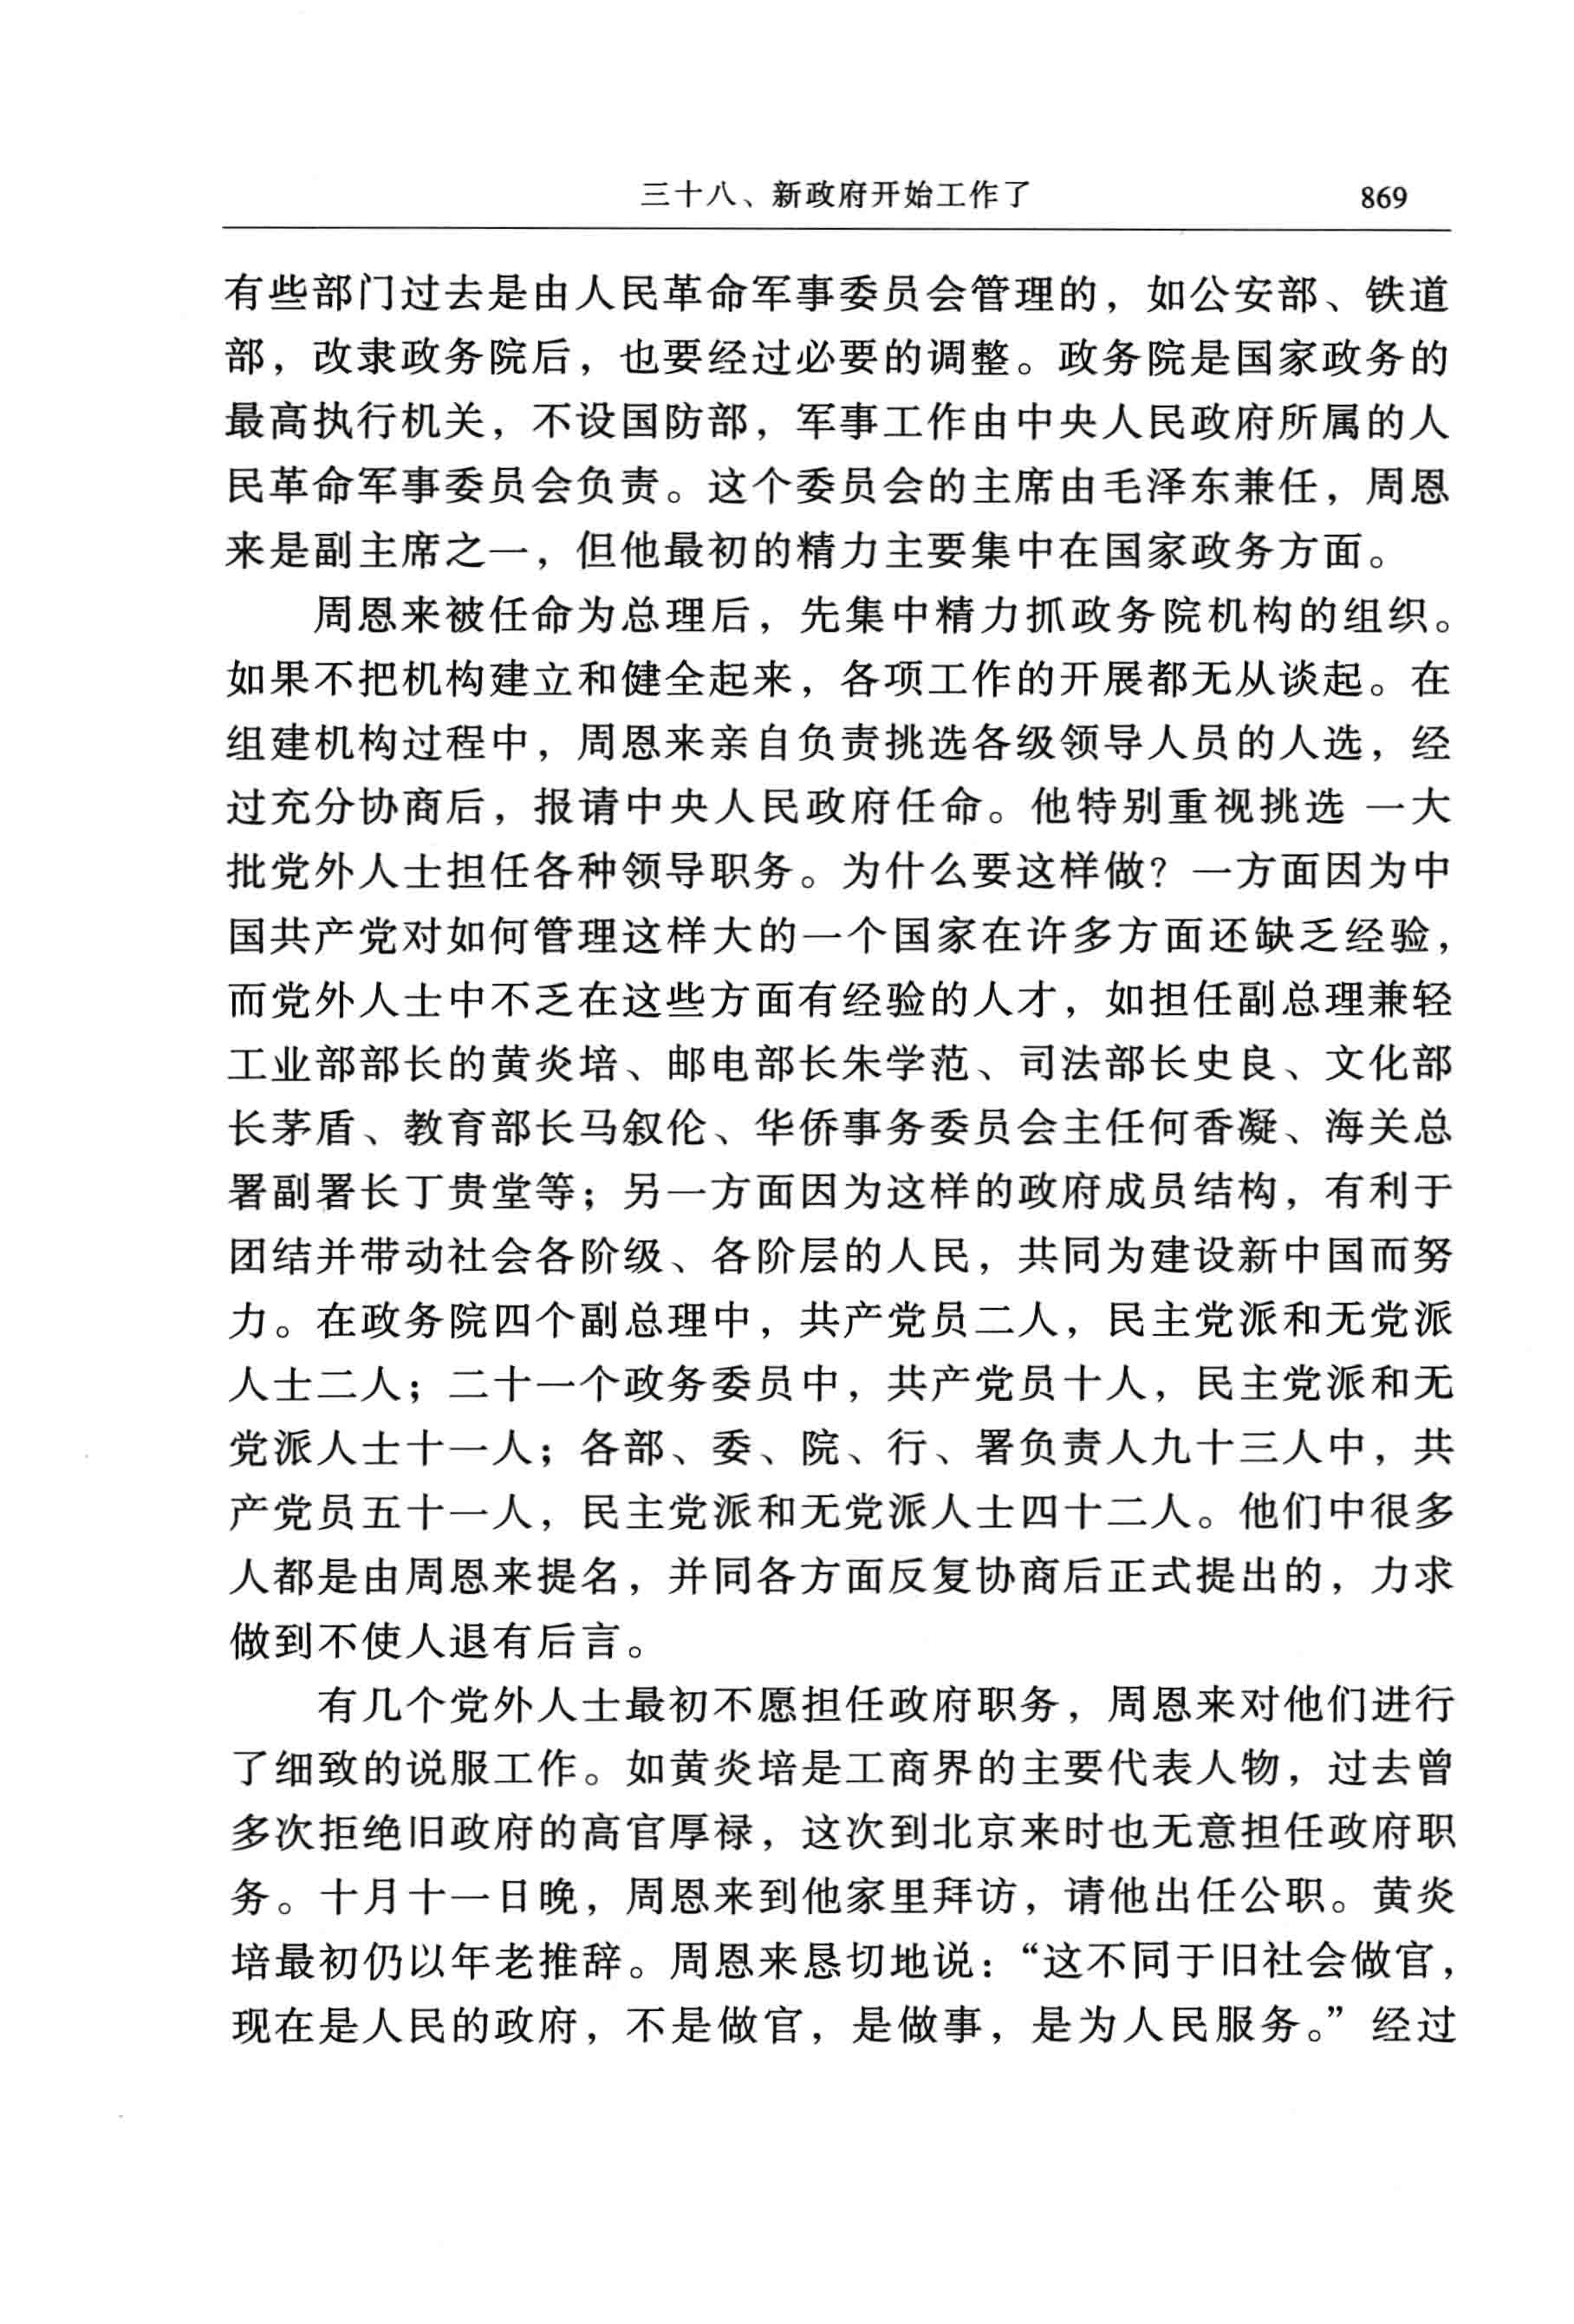 三十八、新政府开始工作了 869
有些部门过去是由人民革命军事委员会管理的，如公安部、铁道
部，改隶政务院后，也要经过必要的调整。政务院是国家政务的
最高执行机关，不设国防部，军事工作由中央人民政府所属的人
民革命军事委员会负责。这个委员会的主席由毛泽东兼任，周恩
来是副主席之一，但他最初的精力主要集中在国家政务方面。
周恩来被任命为总理后，先集中精力抓政务院机构的组织。
如果不把机构建立和健全起来，各项工作的开展都无从谈起。在
组建机构过程中，周恩来亲自负责挑选各级领导人员的人选，经
过充分协商后，报请中央人民政府任命。他特别重视挑选一大
批党外人士担任各种领导职务。为什么要这样做？一方面因为中
国共产党对如何管理这样大的一个国家在许多方面还缺乏经验，
而党外人士中不乏在这些方面有经验的人才，如担任副总理兼轻
工业部部长的黄炎培、邮电部长朱学范、司法部长史良、文化部
长茅盾、教育部长马叙伦、华侨事务委员会主任何香凝、海关总
署副署长丁贵堂等；另一方面因为这样的政府成员结构，有利于
团结并带动社会各阶级、各阶层的人民，共同为建设新中国而努
力。在政务院四个副总理中，共产党员二人，民主党派和无党派
人士二人；二十一个政务委员中，共产党员十人，民主党派和无
党派人士十一人；各部、委、院、行、署负责人九十三人中，共
产党员五十一人，民主党派和无党派人士四十二人。他们中很多
人都是由周恩来提名，并同各方面反复协商后正式提出的，力求
做到不使人退有后言。
有几个党外人士最初不愿担任政府职务，周恩来对他们进行
了细致的说服工作。如黄炎培是工商界的主要代表人物，过去曾
多次拒绝旧政府的高官厚禄，这次到北京来时也无意担任政府职
务。十月十一日晚，周恩来到他家里拜访，请他出任公职。黄炎
培最初仍以年老推辞。周恩来恳切地说：“这不同于旧社会做官，
现在是人民的政府，不是做官，是做事，是为人民服务。”经过